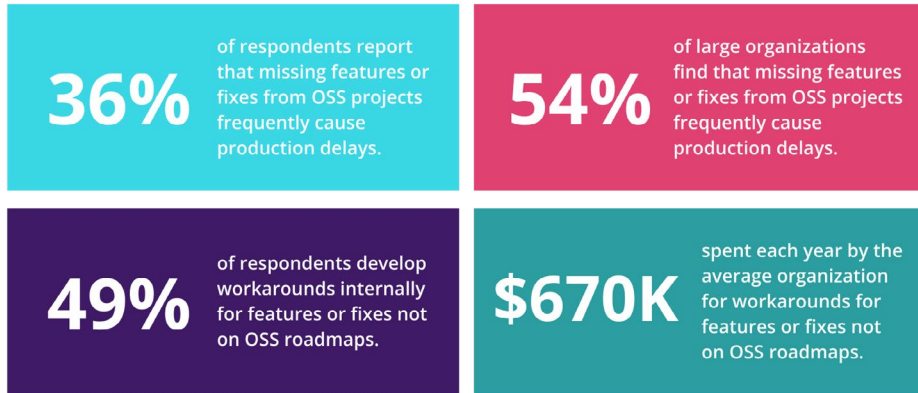 36%
of respondents report
that missing features or
fixes from OSS projects
frequently cause
production delays.
54%
of large organizations
find that missing features
or fixes from OSS projects
frequently cause
production delays.
49%
of respondents develop
workarounds internally
for features or fixes not
on OSS roadmaps.
$670K
spent each year by the
average organization
for workarounds for
features or fixes not
on OSS roadmaps.